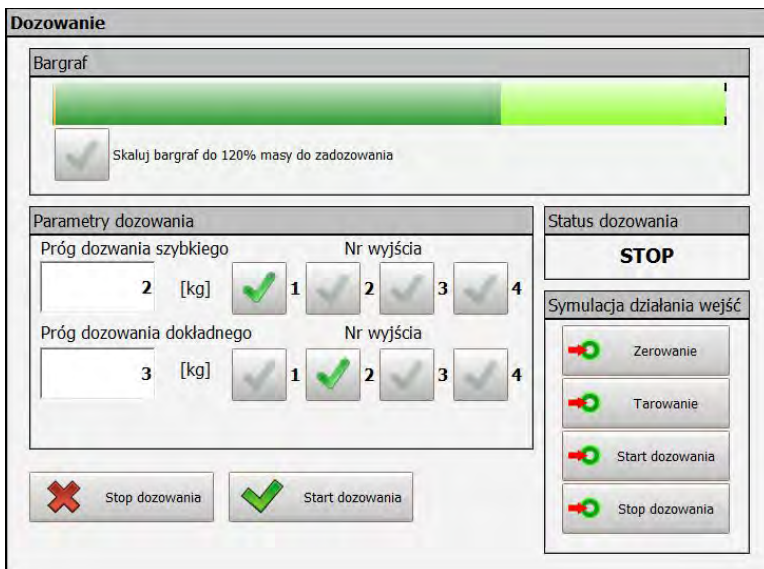 Dozowanie
Bargraf
Skaluj bargraf do 120% masy do zadozowania
Parametry dozowania
Próg dozwania szybkiego Nr wyjścia
2 [kg] 1 2 3 4
Próg dozowania dokładnego Nr wyjścia
3 [kg] 1 2 3 4
Stop dozowania Start dozowania
Status dozowania
STOP
Symulacja działania wejść
Zerowanie
Tarowanie
Start dozowania
Stop dozowania